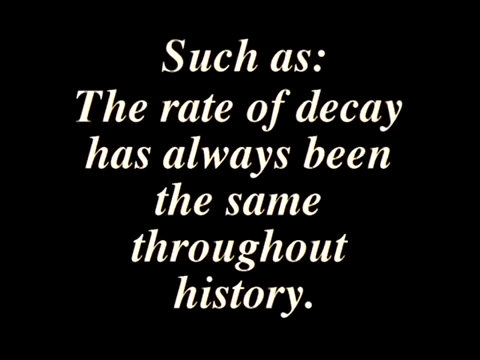 Such as:
The rate of decay
has always been
the same
throughout
history.